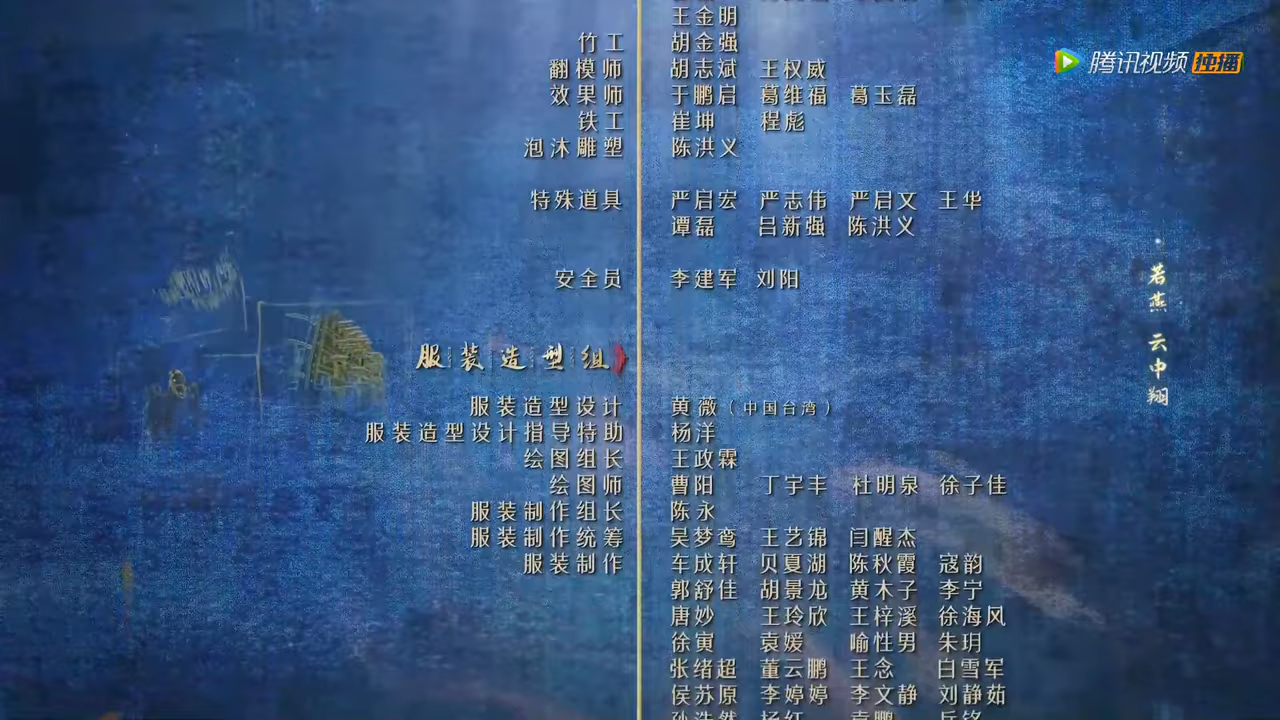 王金明
竹工 胡金强
翻模师 胡志斌 王权威
效果师 于鹏启 葛维福 葛玉磊
铁工 崔坤 程彪
泡沐雕塑 陈洪义
特殊道具 严启宏 严志伟 严启文 王华
谭磊 吕新强 陈洪义
安全员 李建军 刘阳
服装造型组
服装造型设计 黄薇（中国台湾）
服装造型设计指导特助 杨洋
绘图组长 王政霖
绘图师 曹阳 丁宇丰 杜明泉 徐子佳
服装制作组长 陈永
服装制作统筹 吴梦鸾 王艺锦 闫醒杰
服装制作 车成轩 贝夏湖 陈秋霞 寇韵
郭舒佳 胡景龙 黄木子 李宁
唐妙 王玲欣 王梓溪 徐海风
徐寅 袁媛 喻性男 朱玥
张绪超 董云鹏 王念 白雪军
侯苏原 李婷婷 李文静 刘静茹
腾讯视频 独播
若燕 云中翔